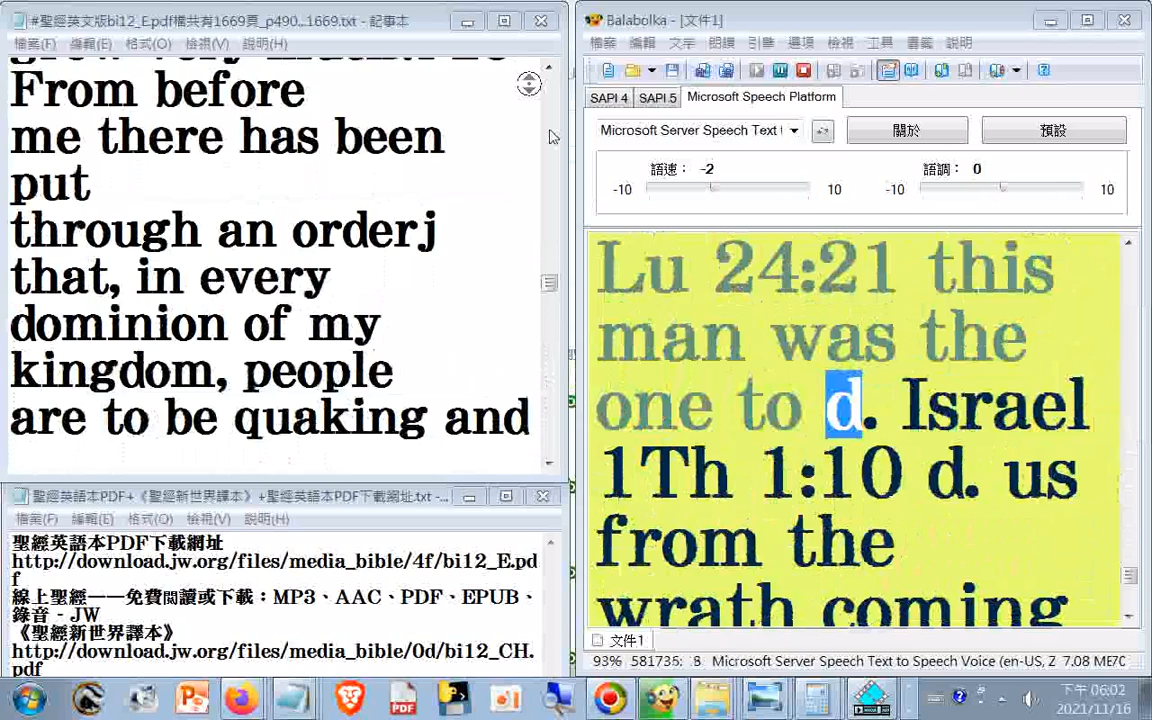 #聖經英文版bi12_E.pdf檔共有1669頁_p490...1669.txt - 記事本
檔案(F) 編輯(E) 格式(O) 檢視(V) 說明(H)
From before
me there has been
put
through an orderj
that, in every
dominion of my
kingdom, people
are to be quaking and
聖經英語本PDF+《聖經新世界譯本》+聖經英語本PDF下載網址.txt -...
檔案(F) 編輯(E) 格式(O) 檢視(V) 說明(H)
聖經英語本PDF下載網址
http://download.jw.org/files/media_bible/4f/bi12_E.pd
f
線上聖經——免費閱讀或下載：MP3、AAC、PDF、EPUB、
錄音 - JW
《聖經新世界譯本》
http://download.jw.org/files/media_bible/0d/bi12_CH.
pdf
Balabolka - [文件1]
檔案 編輯 文字 朗讀 引擎 選項 檢視 工具 書籤 說明
SAPI 4 SAPI 5 Microsoft Speech Platform
Microsoft Server Speech Text 關於 預設
語速： -2 語調： 0
-10 10 -10 10
Lu 24:21 this
man was the
one to d. Israel
1Th 1:10 d. us
from the
wrath coming
文件1
93% 581735: B Microsoft Server Speech Text to Speech Voice (en-US, Z 7.08
下午 06:02
2021/11/16